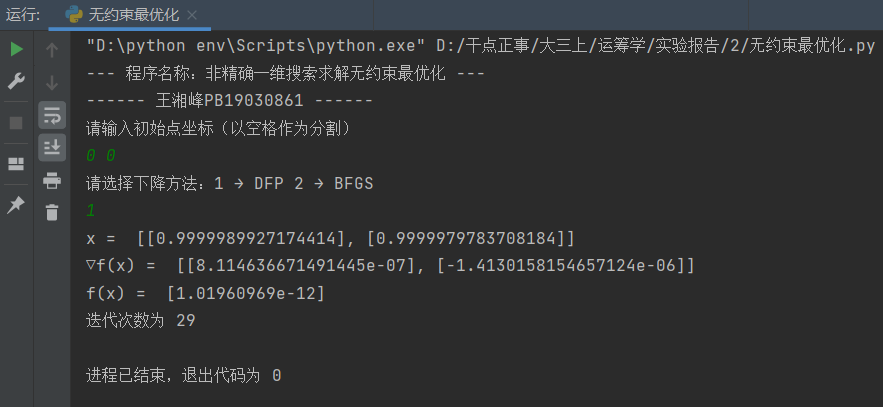 运行: 无约束最优化 ×
"D:\python env\Scripts\python.exe" D:/干点正事/大三上/运筹学/实验报告/2/无约束最优化.py
--- 程序名称：非精确一维搜索求解无约束最优化 ---
------ 王湘峰PB19030861 ------
请输入初始点坐标（以空格作为分割）
0 0
请选择下降方法：1 → DFP 2 → BFGS
1
x =  [[0.9999989927174414], [0.9999979783708184]]
▽f(x) =  [[8.114636671491445e-07], [-1.4130158154657124e-06]]
f(x) =  [1.01960969e-12]
迭代次数为 29
进程已结束，退出代码为 0